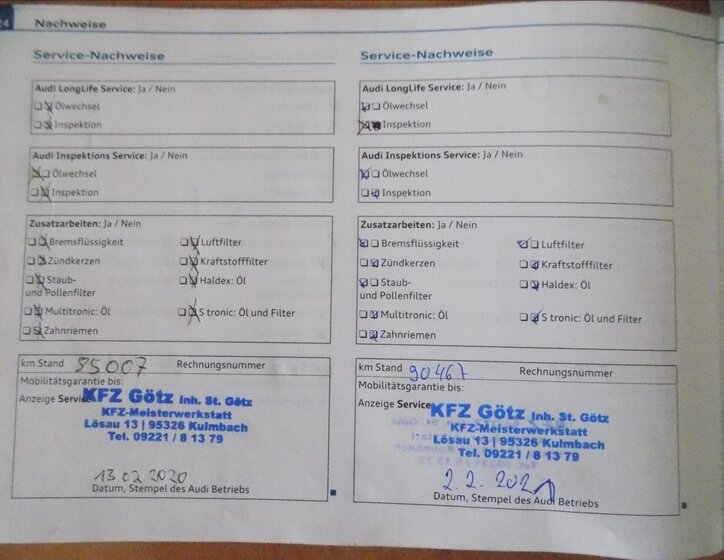 24 Nachweise
Service-Nachweise
Audi LongLife Service: Ja / Nein
Ölwechsel
Inspektion
Audi Inspektions Service: Ja / Nein
Ölwechsel
Inspektion
Zusatzarbeiten: Ja / Nein
Bremsflüssigkeit Luftfilter
Zündkerzen Kraftstofffilter
Staub- Haldex: Öl
und Pollenfilter
Multitronic: Öl S tronic: Öl und Filter
Zahnriemen
km Stand 85007 Rechnungsnummer
Mobilitätsgarantie bis:
Anzeige Service
KFZ Götz Inh. St. Götz
KFZ-Meisterwerkstatt
Lösau 13 | 95326 Kulmbach
Tel. 09221 / 8 13 79
13.02.2020
Datum, Stempel des Audi Betriebs
Service-Nachweise
Audi LongLife Service: Ja / Nein
Ölwechsel
Inspektion
Audi Inspektions Service: Ja / Nein
Ölwechsel
Inspektion
Zusatzarbeiten: Ja / Nein
Bremsflüssigkeit Luftfilter
Zündkerzen Kraftstofffilter
Staub- Haldex: Öl
und Pollenfilter
Multitronic: Öl S tronic: Öl und Filter
Zahnriemen
km Stand 90467 Rechnungsnummer
Mobilitätsgarantie bis:
Anzeige Service
KFZ Götz Inh. St. Götz
KFZ-Meisterwerkstatt
Lösau 13 | 95326 Kulmbach
Tel. 09221 / 8 13 79
2.2.2021
Datum, Stempel des Audi Betriebs